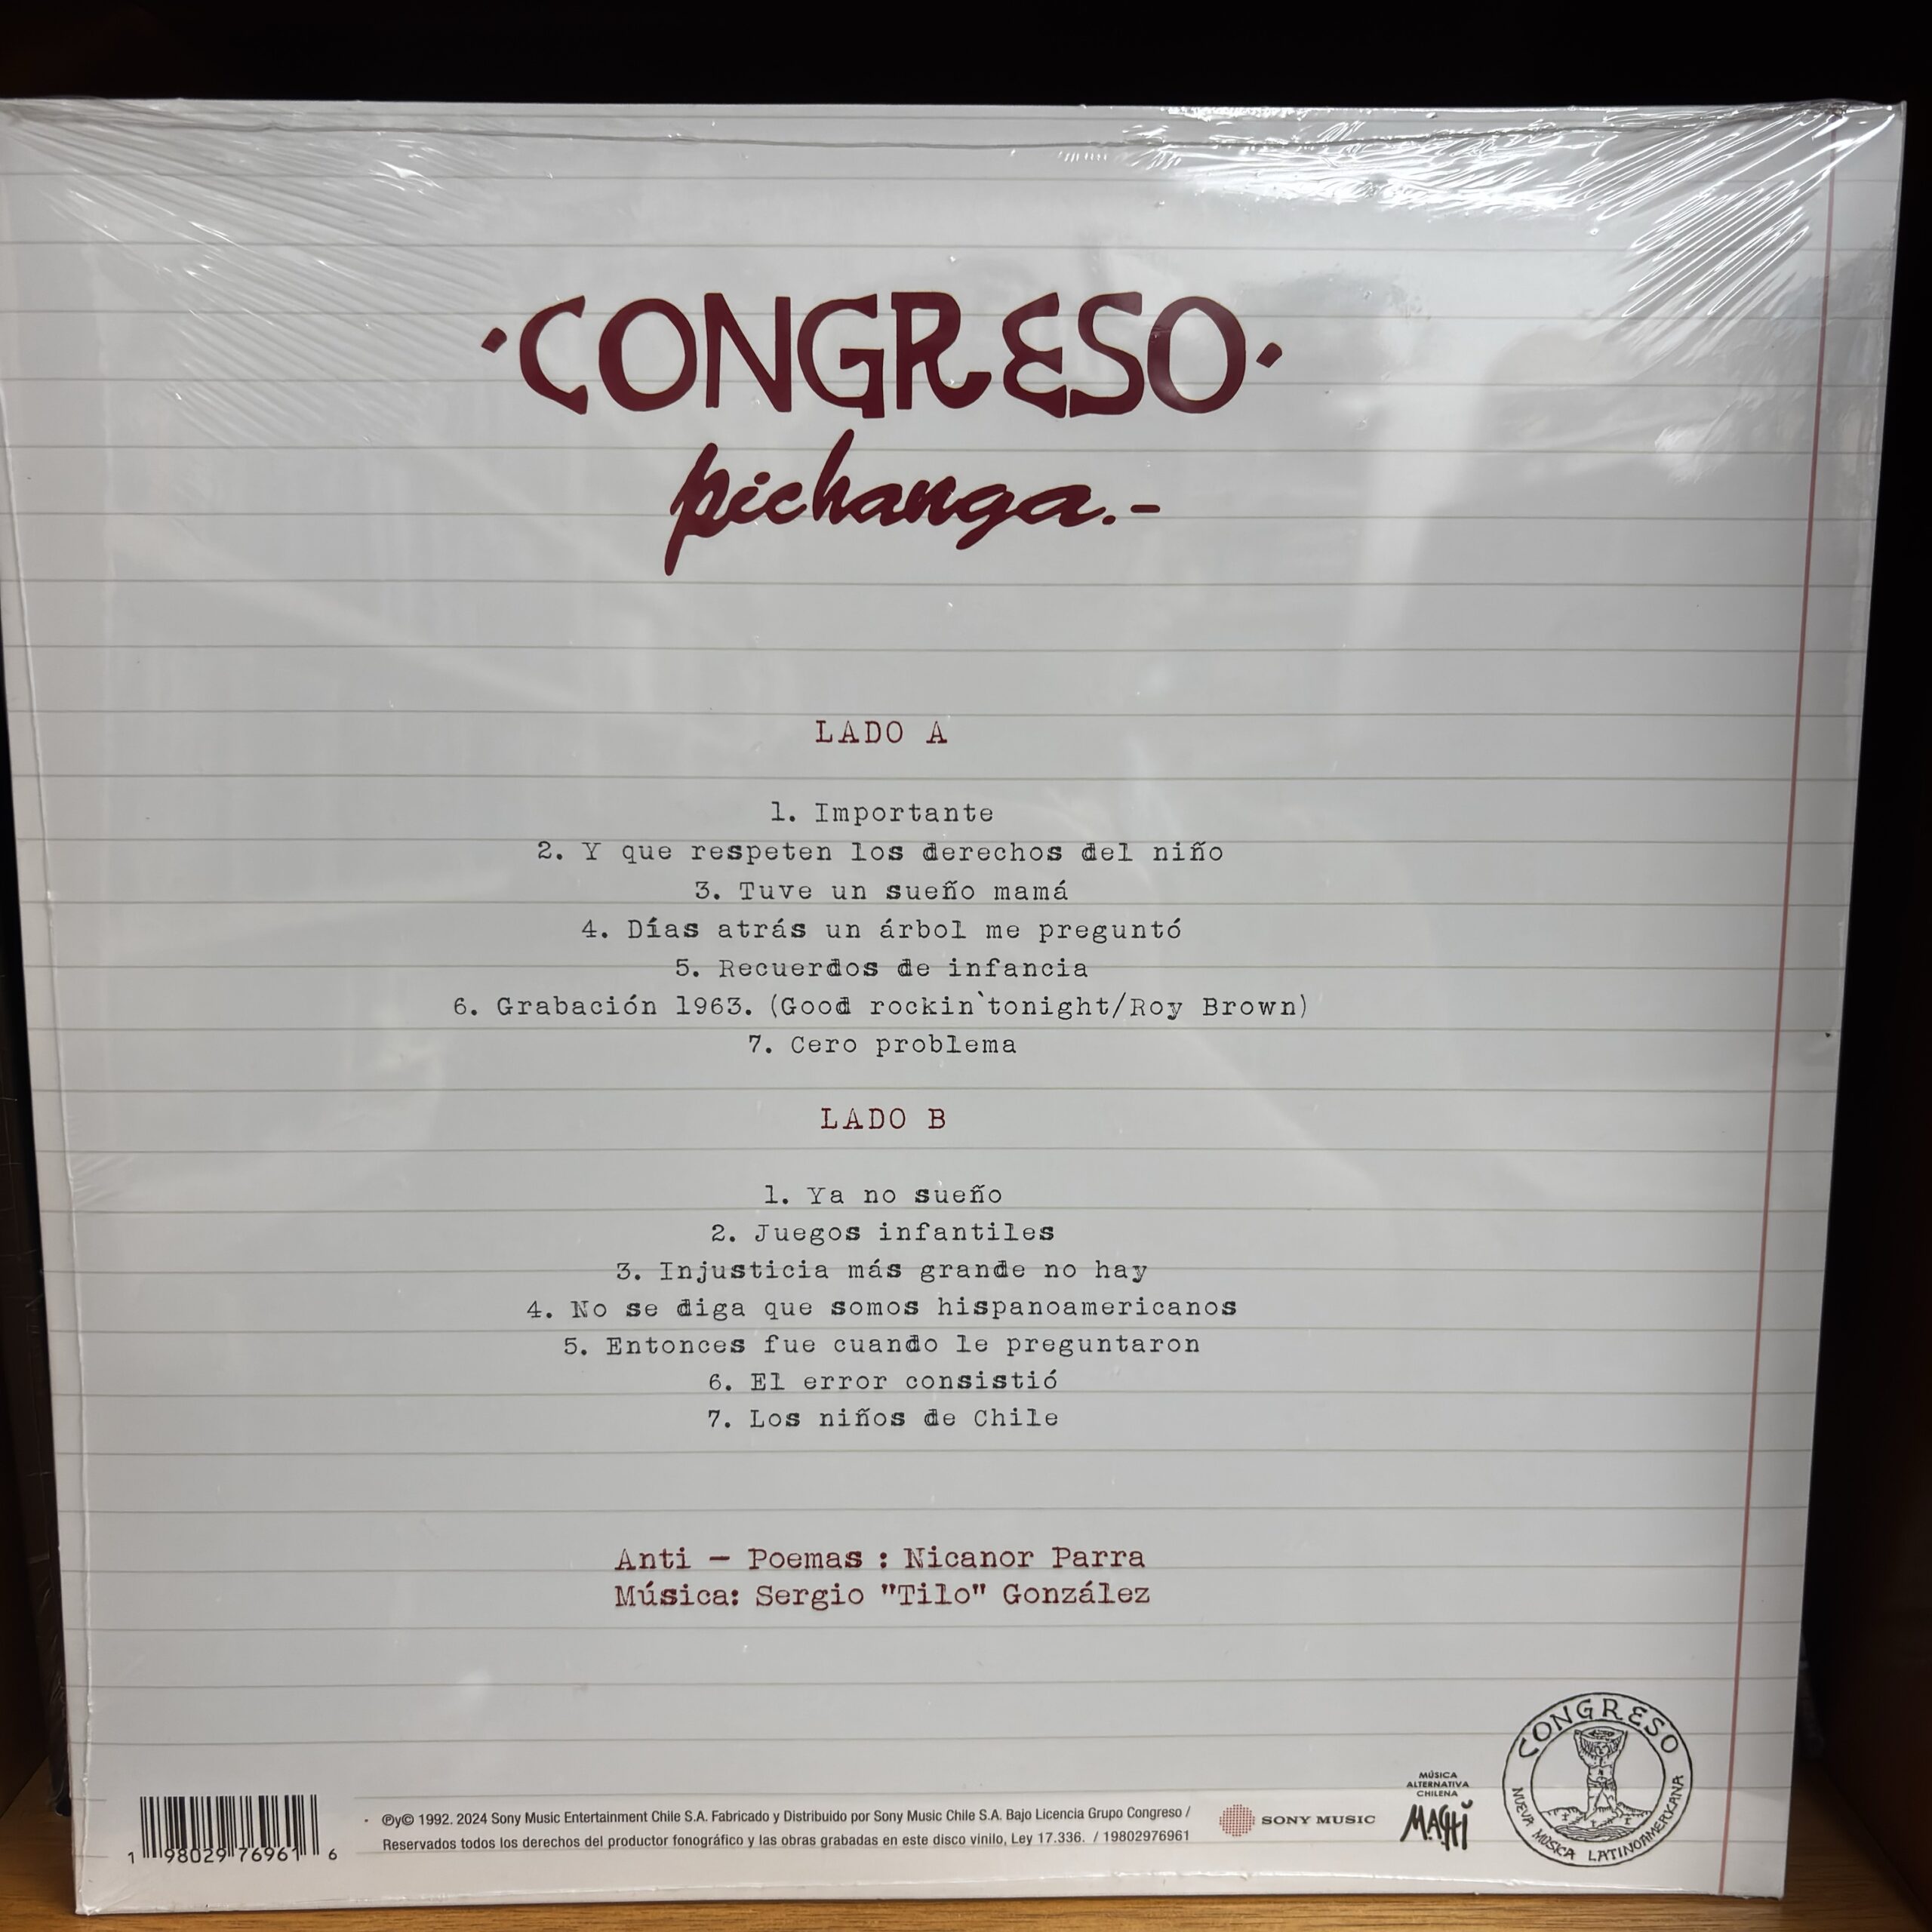 ·CONGRESO·
pichanga.-
LADO A
1. Importante
2. Y que respeten los derechos del niño
3. Tuve un sueño mamá
4. Días atrás un árbol me preguntó
5. Recuerdos de infancia
6. Grabación 1963. (Good rockin`tonight/Roy Brown)
7. Cero problema
LADO B
1. Ya no sueño
2. Juegos infantiles
3. Injusticia más grande no hay
4. No se diga que somos hispanoamericanos
5. Entonces fue cuando le preguntaron
6. El error consistió
7. Los niños de Chile
Anti — Poemas : Nicanor Parra
Música: Sergio "Tilo" González
1 98029 76961 6
℗y© 1992. 2024 Sony Music Entertainment Chile S.A. Fabricado y Distribuido por Sony Music Chile S.A. Bajo Licencia Grupo Congreso /
Reservados todos los derechos del productor fonográfico y las obras grabadas en este disco vinilo, Ley 17.336. / 19802976961
SONY MUSIC
MÚSICA
ALTERNATIVA
CHILENA
MACHI
CONGRESO
NUEVA MÚSICA LATINOAMERICANA